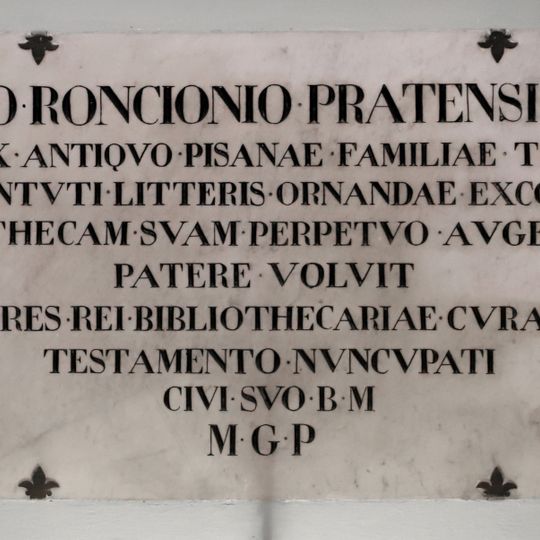 O·RONCIONIO·PRATENSI
X·ANTIQVO·PISANAE·FAMILIAE·T
NTVTI·LITTERIS·ORNANDAE·EXCO
THECAM·SVAM·PERPETVO·AVGE
PATERE·VOLVIT
RES·REI·BIBLIOTHECARIAE·CVRA
TESTAMENTO·NVNCVPATI
CIVI·SVO·B·M
M·G·P